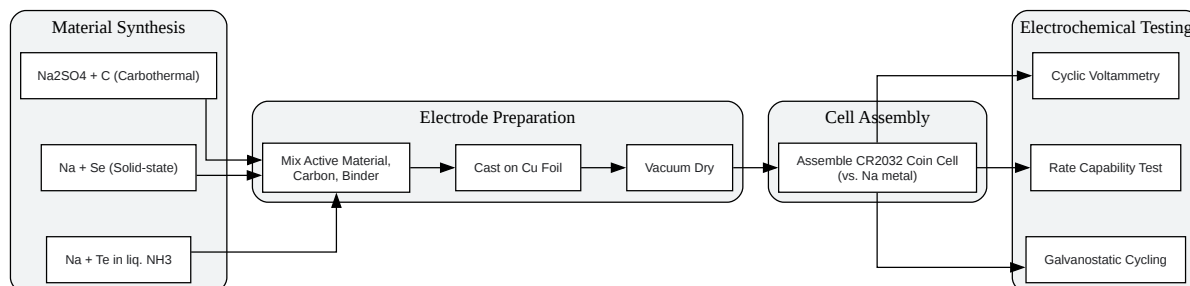 Material Synthesis
Na2SO4 + C (Carbothermal)
Na + Se (Solid-state)
Na + Te in liq. NH3
Electrode Preparation
Mix Active Material,
Carbon, Binder
Cast on Cu Foil
Vacuum Dry
Cell Assembly
Assemble CR2032 Coin Cell
(vs. Na metal)
Electrochemical Testing
Cyclic Voltammetry
Rate Capability Test
Galvanostatic Cycling